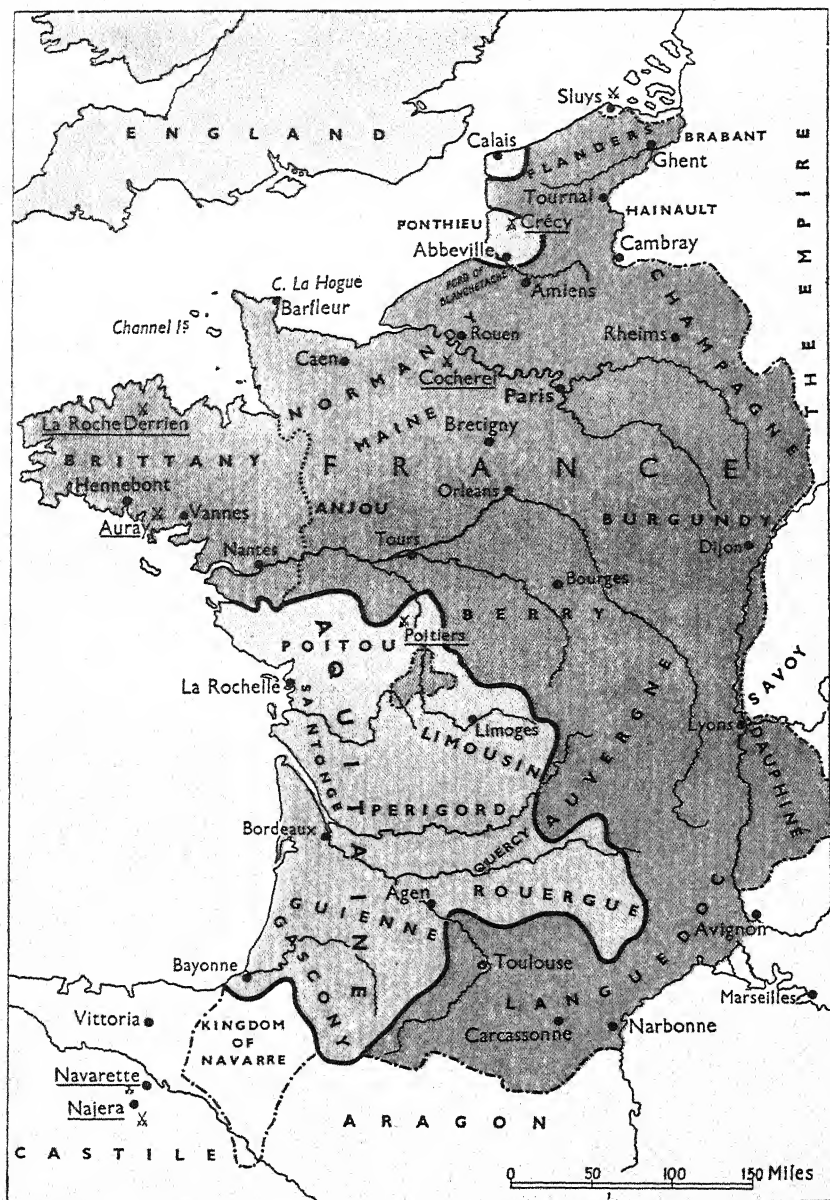 ENGLAND
Sluys
Calais
FLANDERS
BRABANT
Ghent
Tournai
HAINAULT
PONTHIEU
Crécy
Abbeville
Cambray
THE EMPIRE
FORD OF
BLANCHETAQUE
Amiens
C. La Hogue
Barfleur
Channel Iˢ
Rouen
Rheims
CHAMPAGNE
Caen
NORMANDY
Cocherel
Paris
La Roche Derrien
MAINE
Bretigny
BRITTANY
FRANCE
Hennebont
Orleans
Vannes
ANJOU
BURGUNDY
Auray
Tours
Dijon
Nantes
Bourges
BERRY
POITOU
Poitiers
AQUITAINE
La Rochelle
SAINTONGE
SAVOY
Limoges
Lyons
LIMOUSIN
AUVERGNE
DAUPHINÉ
PERIGORD
Bordeaux
QUERCY
Agen
ROUERGUE
GUIENNE
Avignon
GASCONY
Toulouse
LANGUEDOC
Bayonne
Marseilles
Vittoria
KINGDOM
OF
NAVARRE
Carcassonne
Narbonne
Navarette
Najera
ARAGON
CASTILE
0 50 100 150 Miles